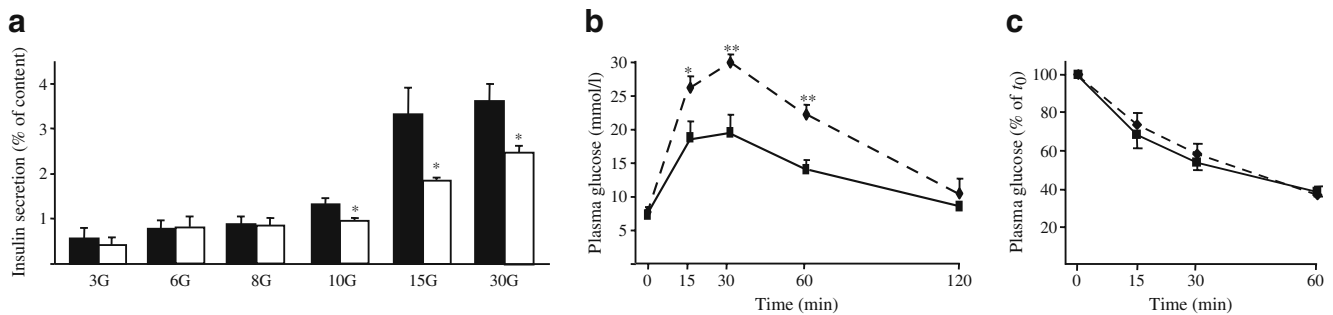 a
Insulin secretion (% of content)
4
3
2
1
*
*
*
3G 6G 8G 10G 15G 30G
b
Plasma glucose (mmol/l)
30
25
20
15
10
5
*
**
**
0 15 30 60 120
Time (min)
c
Plasma glucose (% of t0)
100
80
60
40
20
0 15 30 60
Time (min)